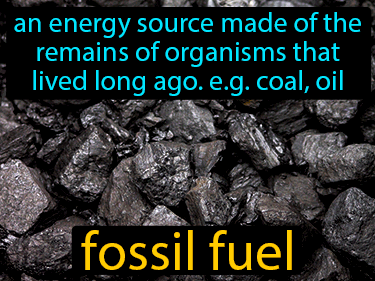 an energy source made of the
remains of organisms that
lived long ago. e.g. coal, oil
fossil fuel